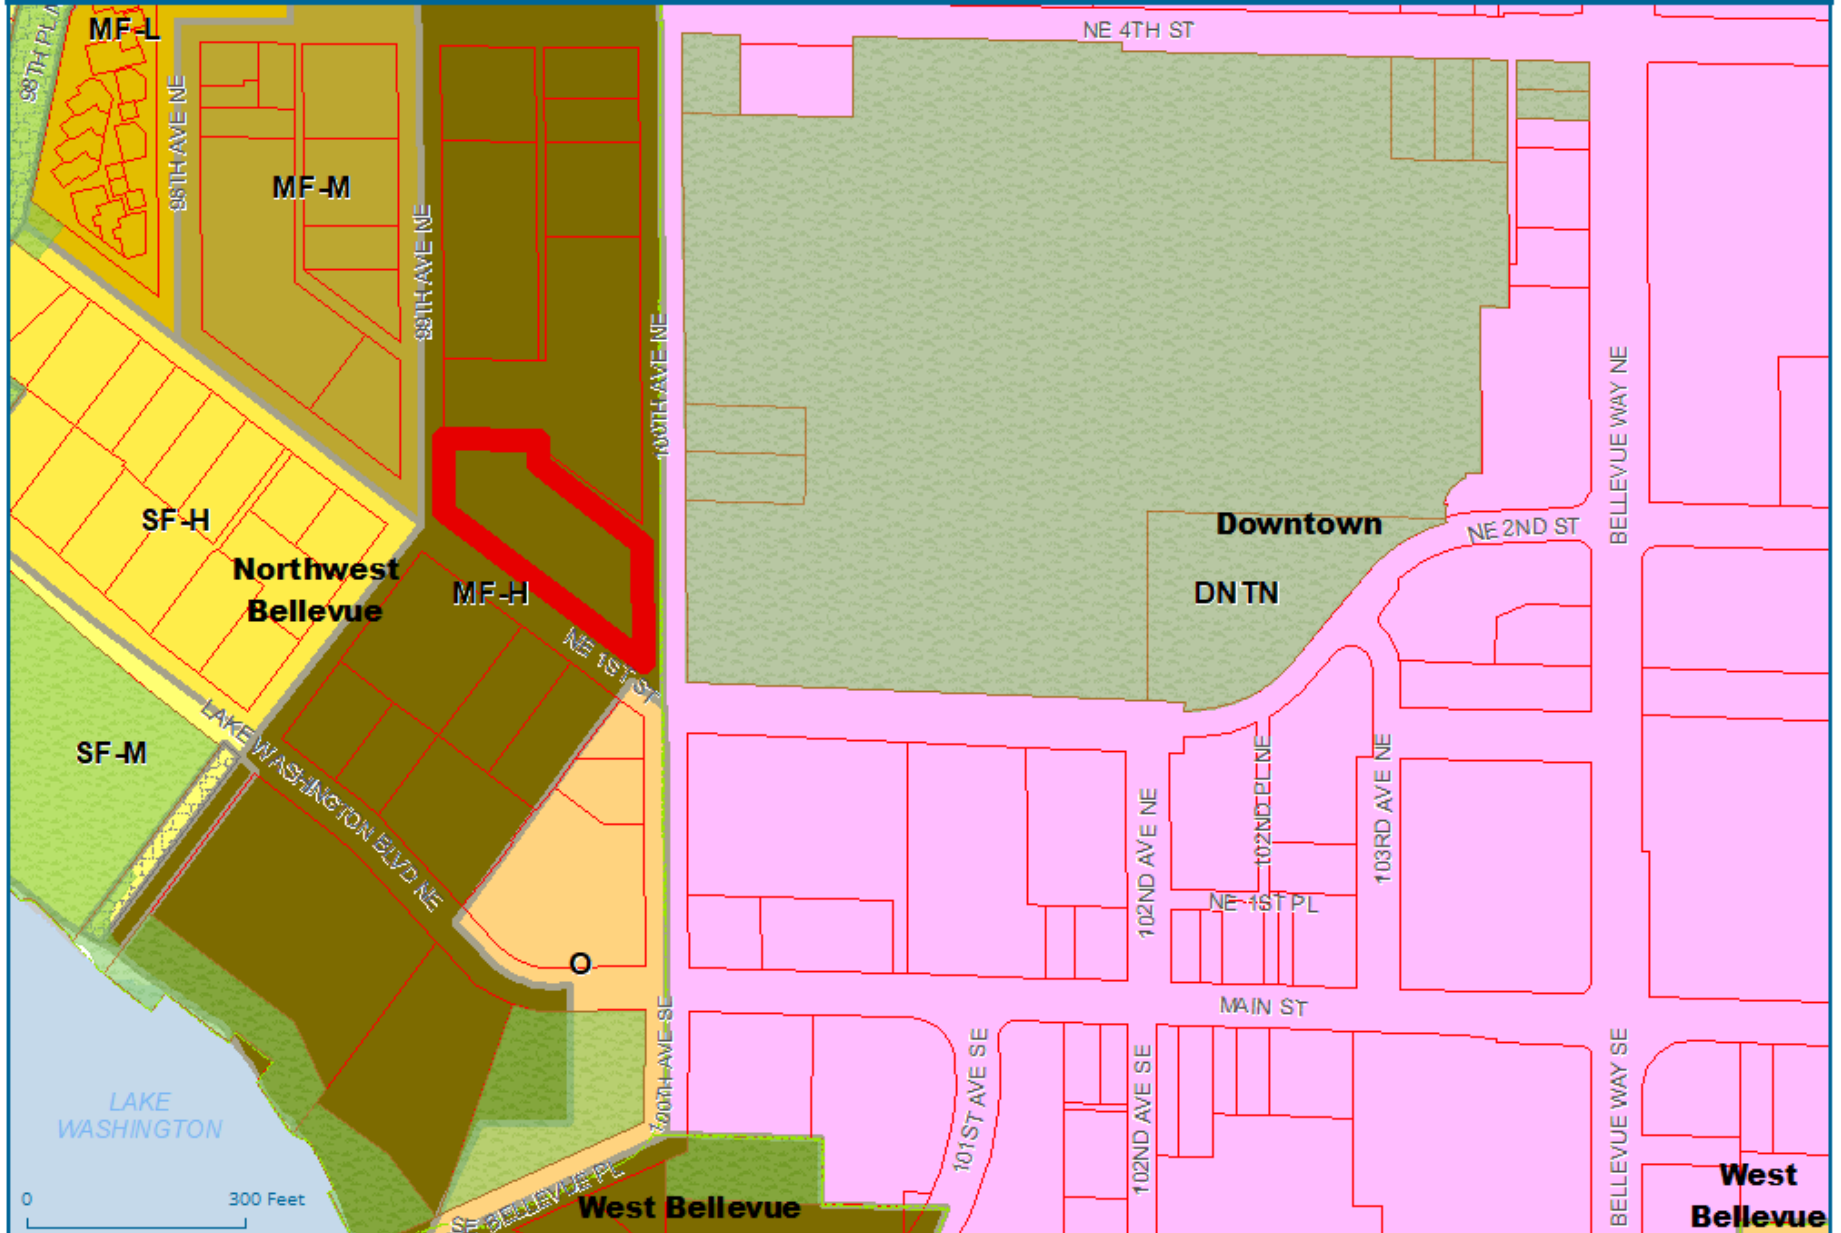 MF-L
98TH PL N
NE 4TH ST
98TH AVE NE
MF-M
99TH AVE NE
100TH AVE NE
BELLEVUE WAY NE
SF-H
Downtown
NE 2ND ST
Northwest
Bellevue
MF-H
DNTN
NE 1ST ST
LAKE WASHINGTON BLVD NE
SF-M
102ND PL NE
103RD AVE NE
102ND AVE NE
NE 1ST PL
O
MAIN ST
100TH AVE SE
101ST AVE SE
102ND AVE SE
BELLEVUE WAY SE
LAKE
WASHINGTON
0
300 Feet
SE BELLEVUE PL
West Bellevue
West
Bellevue